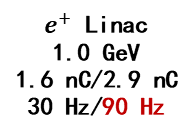 e⁺ Linac
1.0 GeV
1.6 nC/2.9 nC
30 Hz/90 Hz